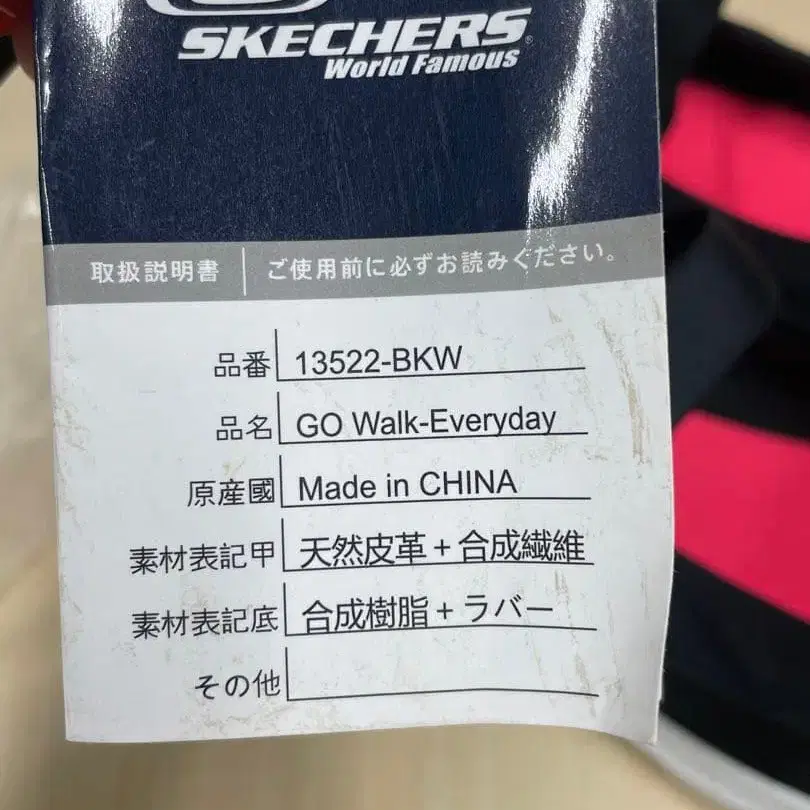 SKECHERS
World Famous
取扱説明書 ご使用前に必ずお読みください。
品番 13522-BKW
品名 GO Walk-Everyday
原産國 Made in CHINA
素材表記甲 天然皮革+合成繊維
素材表記底 合成樹脂+ラバー
その他